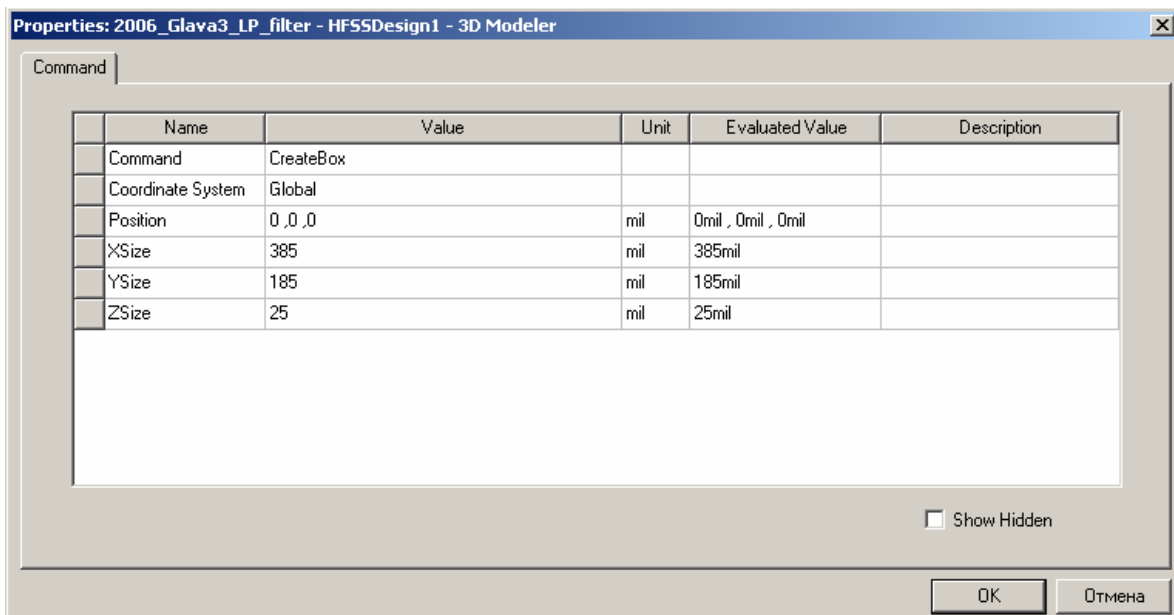 Properties: 2006_Glava3_LP_filter - HFSSDesign1 - 3D Modeler
Command
Name Value Unit Evaluated Value Description
Command CreateBox
Coordinate System Global
Position 0 ,0 ,0 mil 0mil , 0mil , 0mil
XSize 385 mil 385mil
YSize 185 mil 185mil
ZSize 25 mil 25mil
Show Hidden
OK Отмена